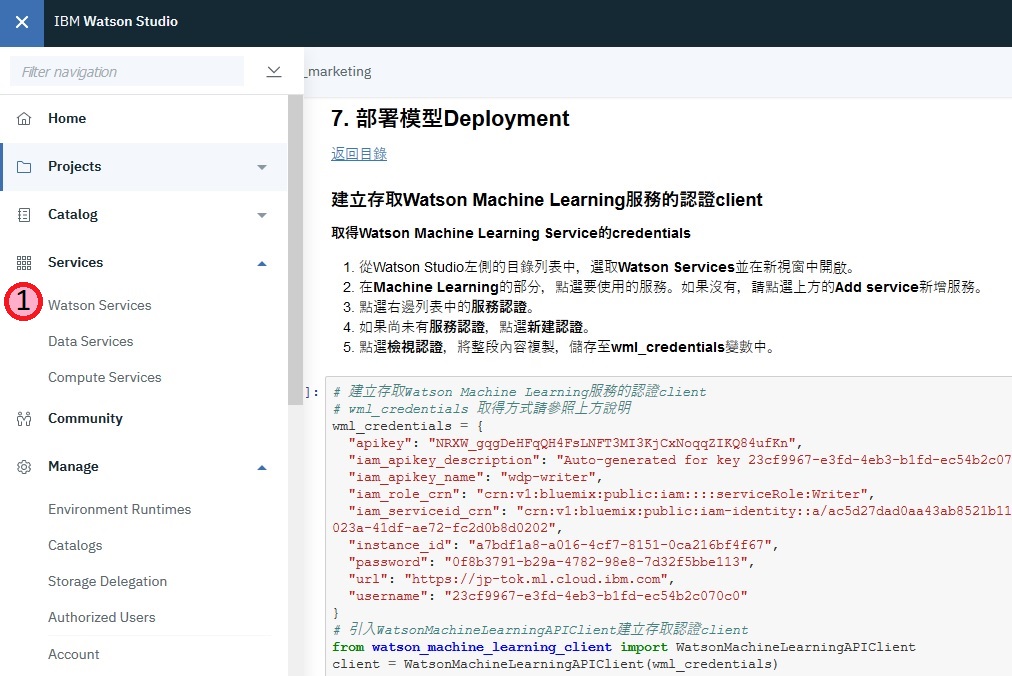 IBM Watson Studio
Filter navigation
_marketing
Home
Projects
Catalog
Services
1
Watson Services
Data Services
Compute Services
Community
Manage
Environment Runtimes
Catalogs
Storage Delegation
Authorized Users
Account
7. 部署模型Deployment
返回目錄
建立存取Watson Machine Learning服務的認證client
取得Watson Machine Learning Service的credentials
1. 從Watson Studio左側的目錄列表中，選取Watson Services並在新視窗中開啟。
2. 在Machine Learning的部分，點選要使用的服務。如果沒有，請點選上方的Add service新增服務。
3. 點選右邊列表中的服務認證。
4. 如果尚未有服務認證，點選新建認證。
5. 點選檢視認證，將整段內容複製，儲存至wml_credentials變數中。
]:
# 建立存取Watson Machine Learning服務的認證client
# wml_credentials 取得方式請參照上方說明
wml_credentials = {
"apikey": "NRXW_gqgDeHFqQH4FsLNFT3MI3KjCxNoqqZIKQ84ufKn",
"iam_apikey_description": "Auto-generated for key 23cf9967-e3fd-4eb3-b1fd-ec54b2c07
"iam_apikey_name": "wdp-writer",
"iam_role_crn": "crn:v1:bluemix:public:iam::::serviceRole:Writer",
"iam_serviceid_crn": "crn:v1:bluemix:public:iam-identity::a/ac5d27dad0aa43ab8521b11
023a-41df-ae72-fc2d0b8d0202",
"instance_id": "a7bdf1a8-a016-4cf7-8151-0ca216bf4f67",
"password": "0f8b3791-b29a-4782-98e8-7d32f5bbe113",
"url": "https://jp-tok.ml.cloud.ibm.com",
"username": "23cf9967-e3fd-4eb3-b1fd-ec54b2c070c0"
}
# 引入WatsonMachineLearningAPIClient建立存取認證client
from watson_machine_learning_client import WatsonMachineLearningAPIClient
client = WatsonMachineLearningAPIClient(wml_credentials)